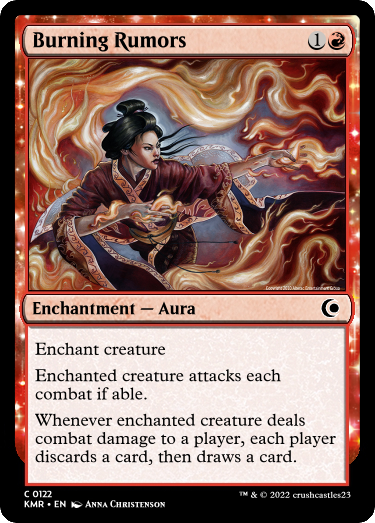 Burning Rumors 1
Enchantment — Aura
Enchant creature
Enchanted creature attacks each
combat if able.
Whenever enchanted creature deals
combat damage to a player, each player
discards a card, then draws a card.
C 0122
KMR • EN Anna Christenson
™ & © 2022 crushcastles23